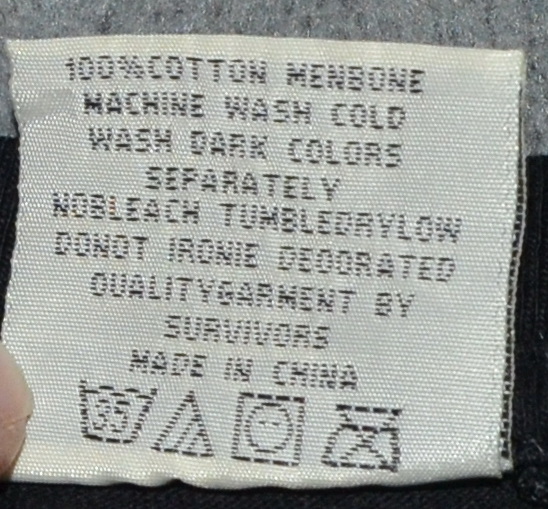 100%COTTON MENBONE
MACHINE WASH COLD
WASH DARK COLORS
SEPARATELY
NOBLEACH TUMBLEDRYLOW
DONOT IRONIE DEDORATED
QUALITYGARMENT BY
SURVIVORS
MADE IN CHINA
35